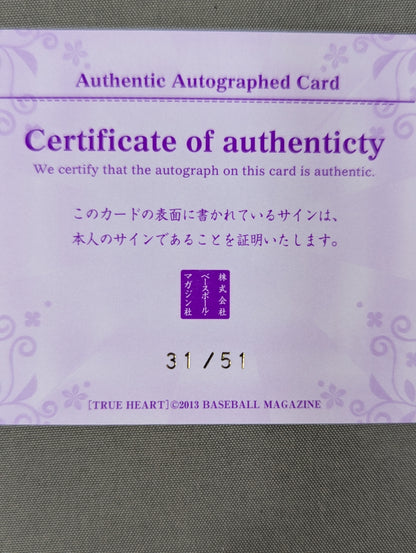 Authentic Autographed Card
Certificate of authenticty
We certify that the autograph on this card is authentic.
このカードの表面に書かれているサインは、
本人のサインであることを証明いたします。
株式会社
ベースボール・
マガジン社
31/51
[TRUE HEART]©2013 BASEBALL MAGAZINE